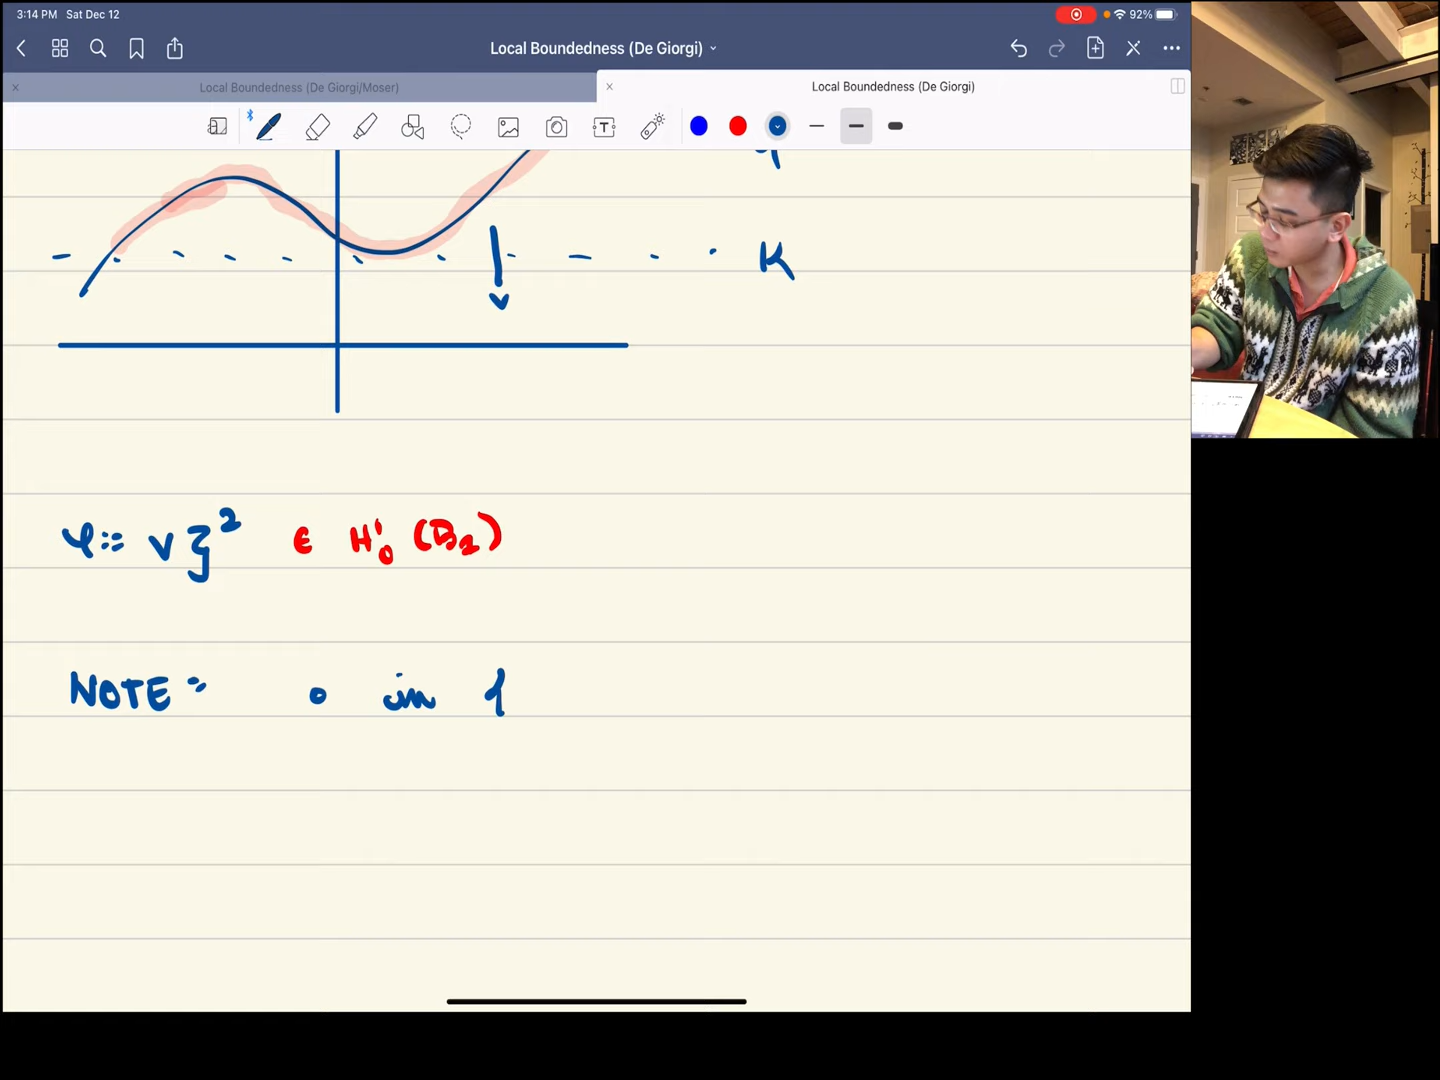 3:14 PM Sat Dec 12
92%
Local Boundedness (De Giorgi)
Local Boundedness (De Giorgi/Moser)
Local Boundedness (De Giorgi)
K
φ := v ξ² ∈ H¹₀ (B₂)
NOTE: 0 in {